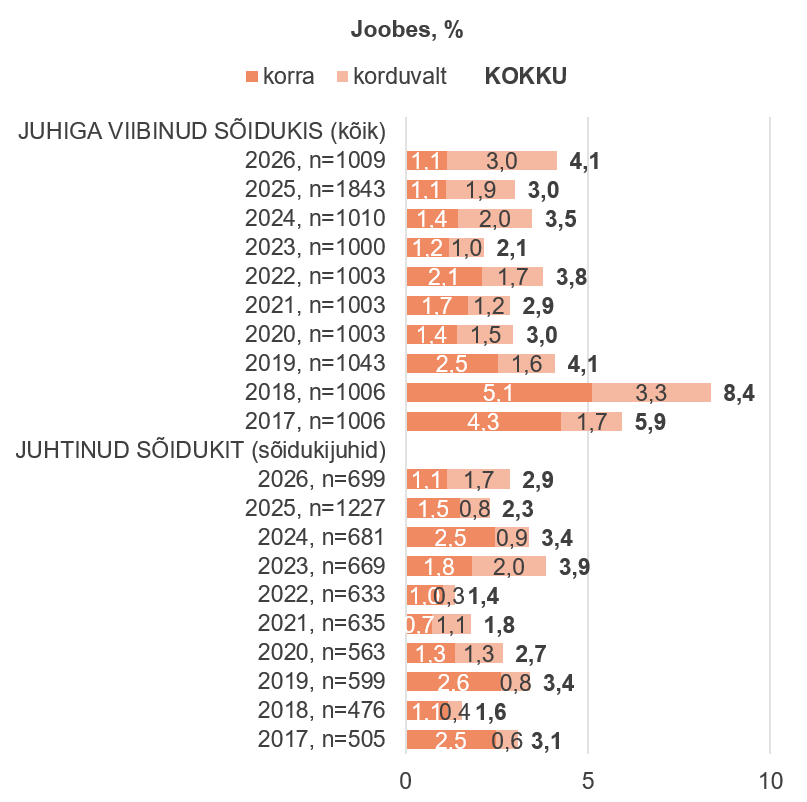 Joobes, %
korra korduvalt KOKKU
JUHIGA VIIBINUD SÕIDUKIS (kõik)
2026, n=1009 1,1 3,0 4,1
2025, n=1843 1,1 1,9 3,0
2024, n=1010 1,4 2,0 3,5
2023, n=1000 1,2 1,0 2,1
2022, n=1003 2,1 1,7 3,8
2021, n=1003 1,7 1,2 2,9
2020, n=1003 1,4 1,5 3,0
2019, n=1043 2,5 1,6 4,1
2018, n=1006 5,1 3,3 8,4
2017, n=1006 4,3 1,7 5,9
JUHTINUD SÕIDUKIT (sõidukijuhid)
2026, n=699 1,1 1,7 2,9
2025, n=1227 1,5 0,8 2,3
2024, n=681 2,5 0,9 3,4
2023, n=669 1,8 2,0 3,9
2022, n=633 1,0 0,3 1,4
2021, n=635 0,7 1,1 1,8
2020, n=563 1,3 1,3 2,7
2019, n=599 2,6 0,8 3,4
2018, n=476 1,1 0,4 1,6
2017, n=505 2,5 0,6 3,1
0 5 10